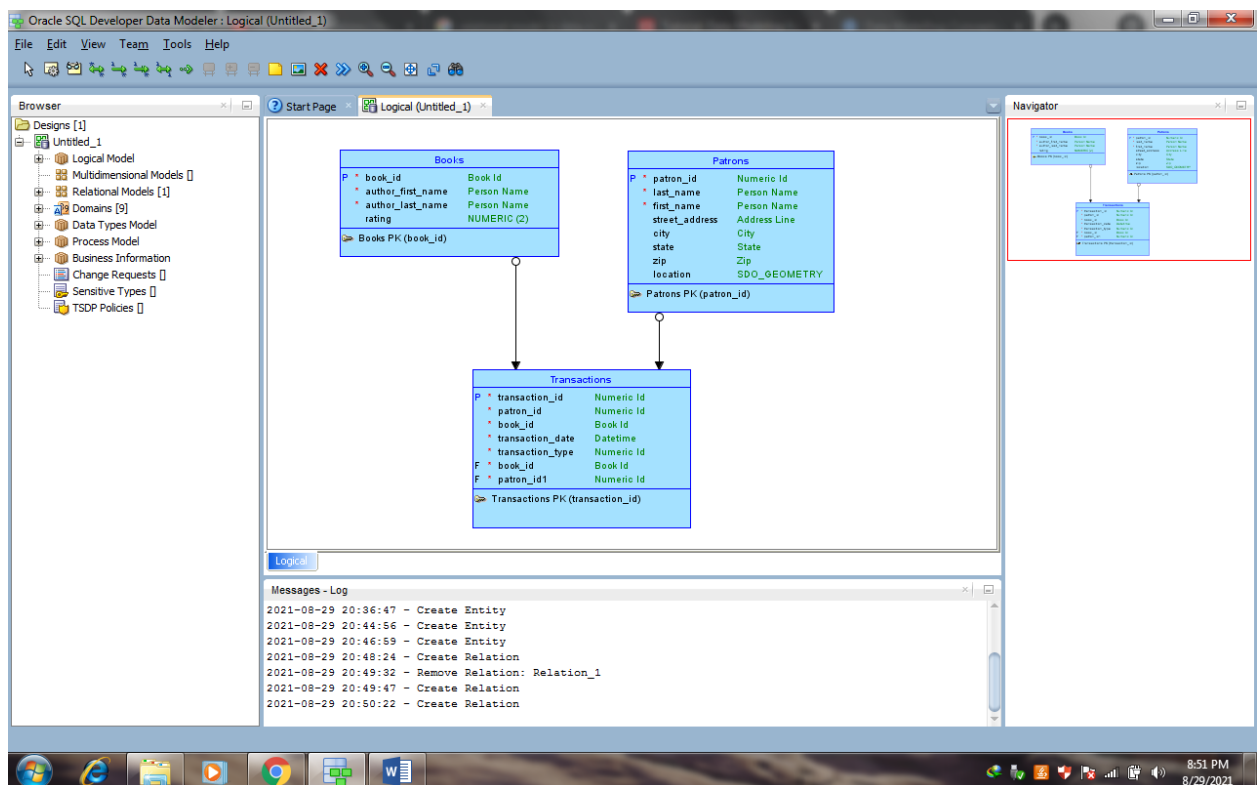 Oracle SQL Developer Data Modeler : Logical (Untitled_1)
File Edit View Team Tools Help
Browser
Designs [1]
Untitled_1
Logical Model
Multidimensional Models []
Relational Models [1]
Domains [9]
Data Types Model
Process Model
Business Information
Change Requests []
Sensitive Types []
TSDP Policies []
Start Page
Logical (Untitled_1)
Books
P * book_id Book Id
* author_first_name Person Name
* author_last_name Person Name
rating NUMERIC (2)
Books PK (book_id)
Patrons
P * patron_id Numeric Id
* last_name Person Name
* first_name Person Name
street_address Address Line
city City
state State
zip Zip
location SDO_GEOMETRY
Patrons PK (patron_id)
Transactions
P * transaction_id Numeric Id
* patron_id Numeric Id
* book_id Book Id
* transaction_date Datetime
* transaction_type Numeric Id
F * book_id Book Id
F * patron_id1 Numeric Id
Transactions PK (transaction_id)
Logical
Messages - Log
2021-08-29 20:36:47 - Create Entity
2021-08-29 20:44:56 - Create Entity
2021-08-29 20:46:59 - Create Entity
2021-08-29 20:48:24 - Create Relation
2021-08-29 20:49:32 - Remove Relation: Relation_1
2021-08-29 20:49:47 - Create Relation
2021-08-29 20:50:22 - Create Relation
Navigator
8:51 PM
8/29/2021